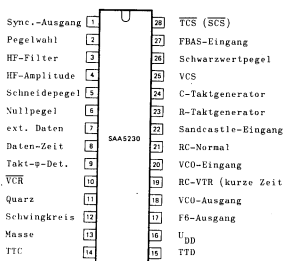 Sync.-Ausgang 1 28 TCS (SCS)
Pegelwahl 2 27 FBAS-Eingang
HF-Filter 3 26 Schwarzwertpegel
HF-Amplitude 4 25 VCS
Schneidepegel 5 24 C-Taktgenerator
Nullpegel 6 23 R-Taktgenerator
ext. Daten 7 22 Sandcastle-Eingang
SAA5230
Daten-Zeit 8 21 RC-Normal
Takt-φ-Det. 9 20 VCO-Eingang
VCR 10 19 RC-VTR (kurze Zeit
Quarz 11 18 VCO-Ausgang
Schwingkreis 12 17 F6-Ausgang
Masse 13 16 UDD
TTC 14 15 TTD